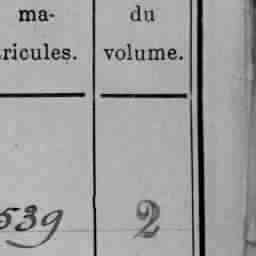 ma- du
ricules. volume.
539 2